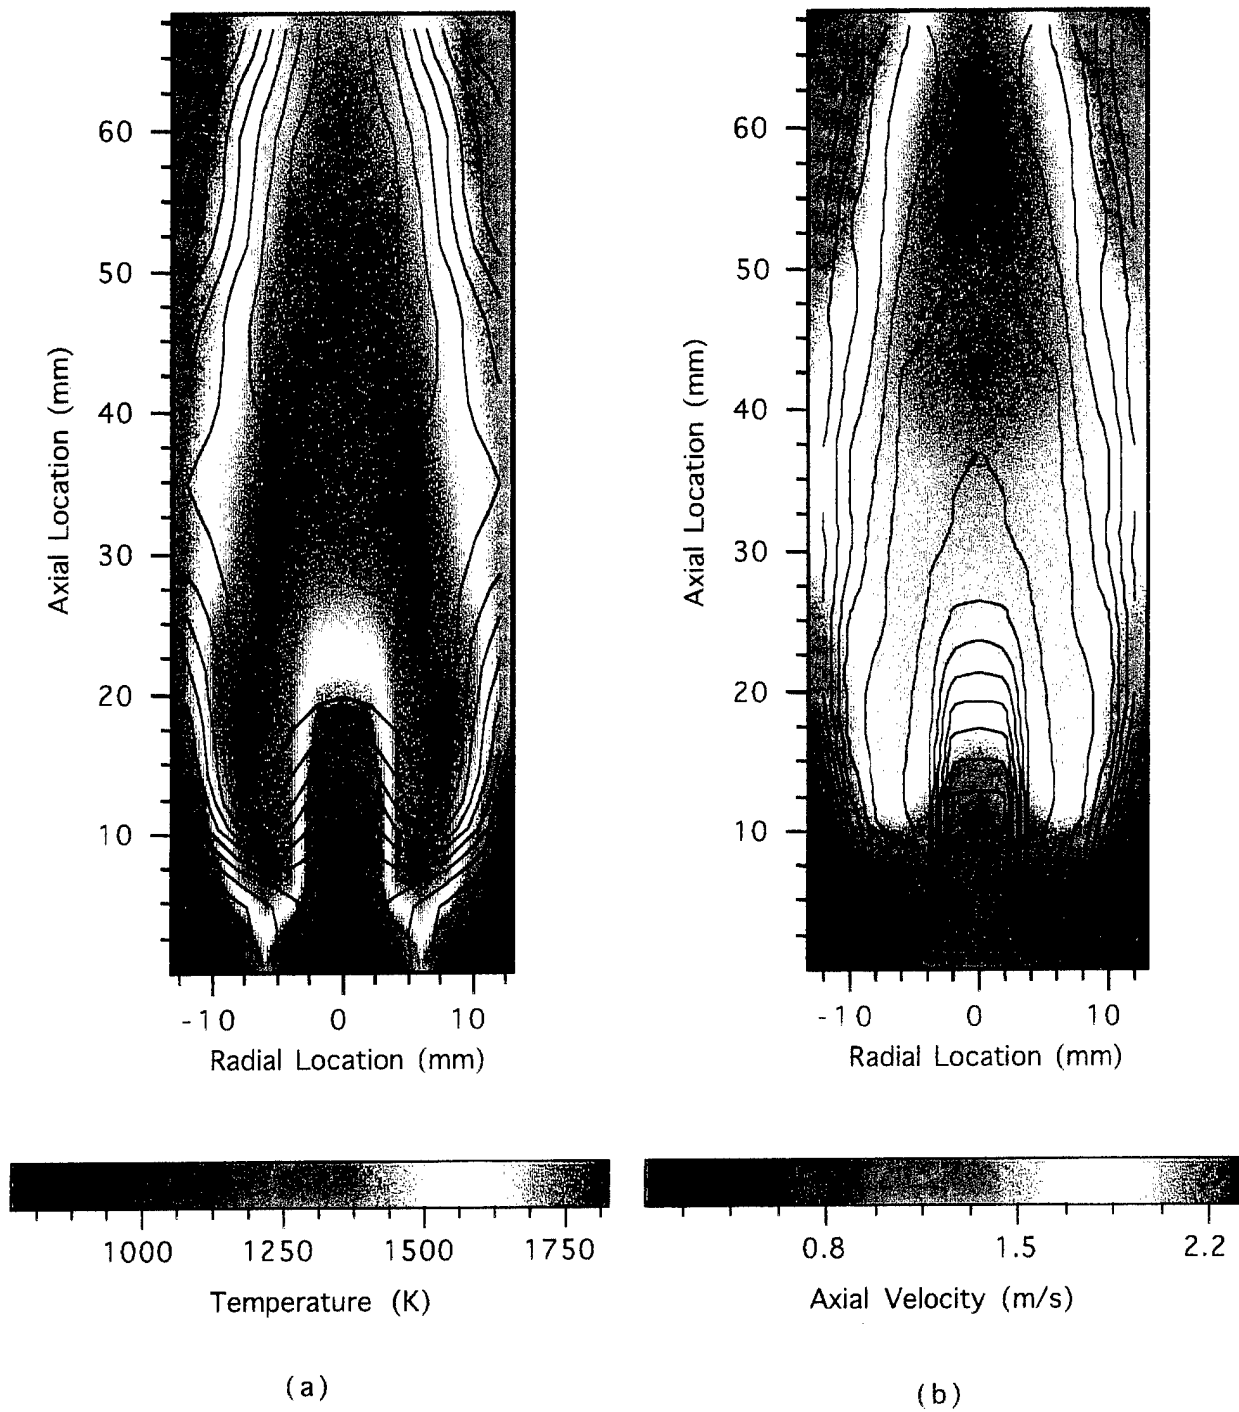 60
50
40
30
20
10
Axial Location (mm)
-10 0 10
Radial Location (mm)
1000 1250 1500 1750
Temperature (K)
(a)
60
50
40
30
20
10
Axial Location (mm)
-10 0 10
Radial Location (mm)
0.8 1.5 2.2
Axial Velocity (m/s)
(b)